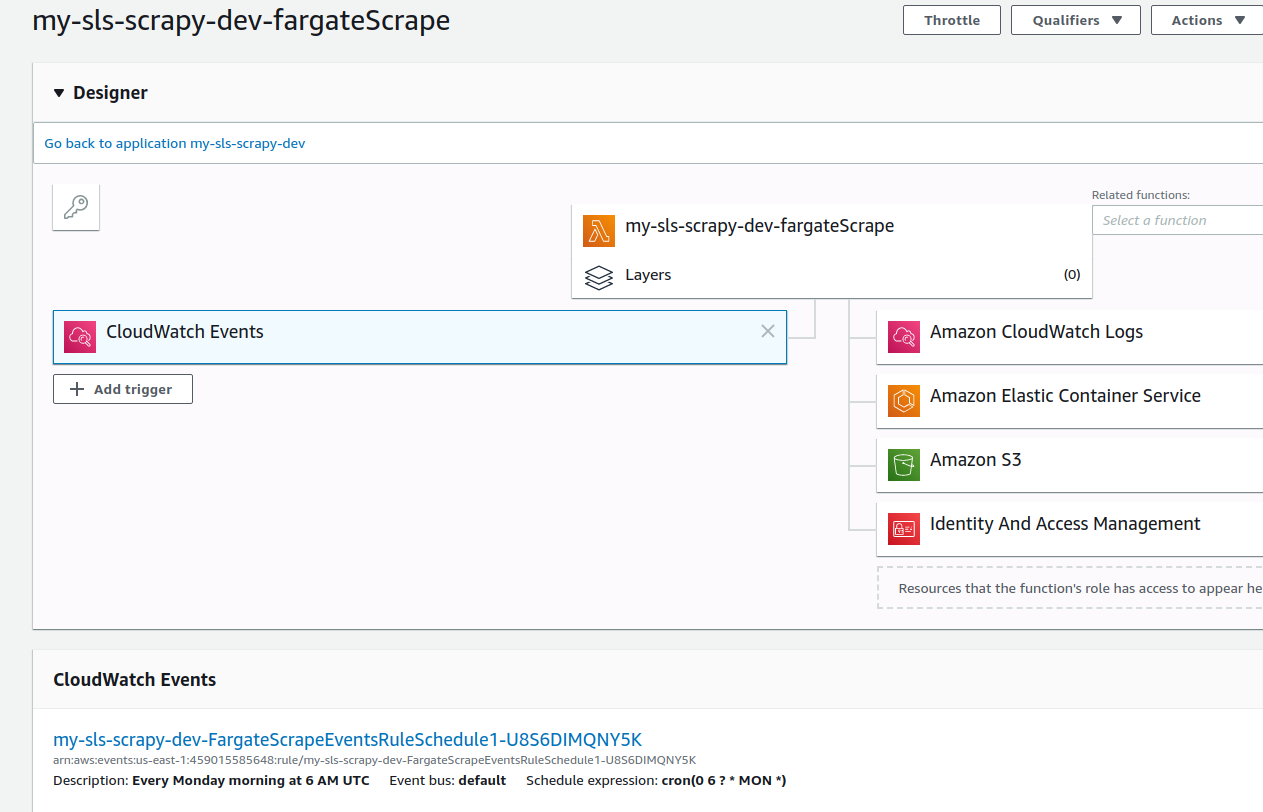 my-sls-scrapy-dev-fargateScrape
Throttle
Qualifiers
Actions
Designer
Go back to application my-sls-scrapy-dev
Related functions:
Select a function
my-sls-scrapy-dev-fargateScrape
Layers
(0)
CloudWatch Events
Add trigger
Amazon CloudWatch Logs
Amazon Elastic Container Service
Amazon S3
Identity And Access Management
Resources that the function's role has access to appear he
CloudWatch Events
my-sls-scrapy-dev-FargateScrapeEventsRuleSchedule1-U8S6DIMQNY5K
arn:aws:events:us-east-1:459015585648:rule/my-sls-scrapy-dev-FargateScrapeEventsRuleSchedule1-U8S6DIMQNY5K
Description: Every Monday morning at 6 AM UTC Event bus: default Schedule expression: cron(0 6 ? * MON *)